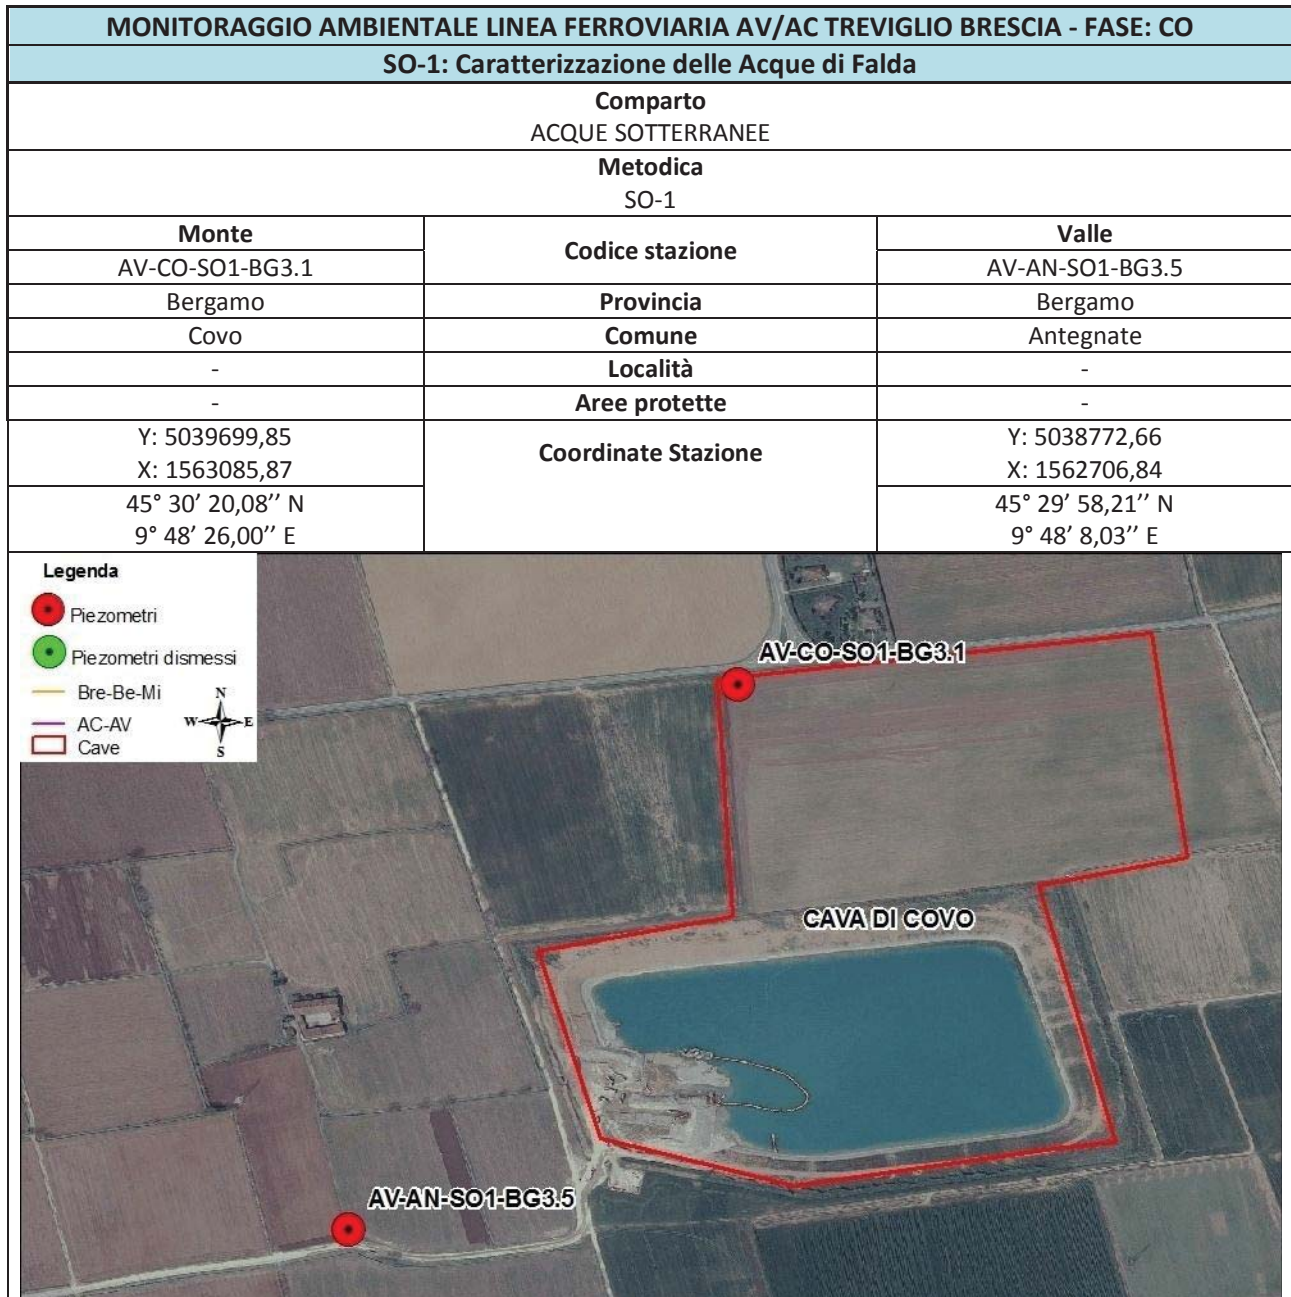 MONITORAGGIO AMBIENTALE LINEA FERROVIARIA AV/AC TREVIGLIO BRESCIA - FASE: CO
SO-1: Caratterizzazione delle Acque di Falda
Comparto
ACQUE SOTTERRANEE
Metodica
SO-1
Monte Codice stazione Valle
AV-CO-SO1-BG3.1 AV-AN-SO1-BG3.5
Bergamo Provincia Bergamo
Covo Comune Antegnate
- Località -
- Aree protette -
Y: 5039699,85 Coordinate Stazione Y: 5038772,66
X: 1563085,87 X: 1562706,84
45° 30’ 20,08’’ N 45° 29’ 58,21’’ N
9° 48’ 26,00’’ E 9° 48’ 8,03’’ E
Legenda
Piezometri
Piezometri dismessi
Bre-Be-Mi
AC-AV
Cave
N
W E
S
AV-CO-SO1-BG3.1
CAVA DI COVO
AV-AN-SO1-BG3.5